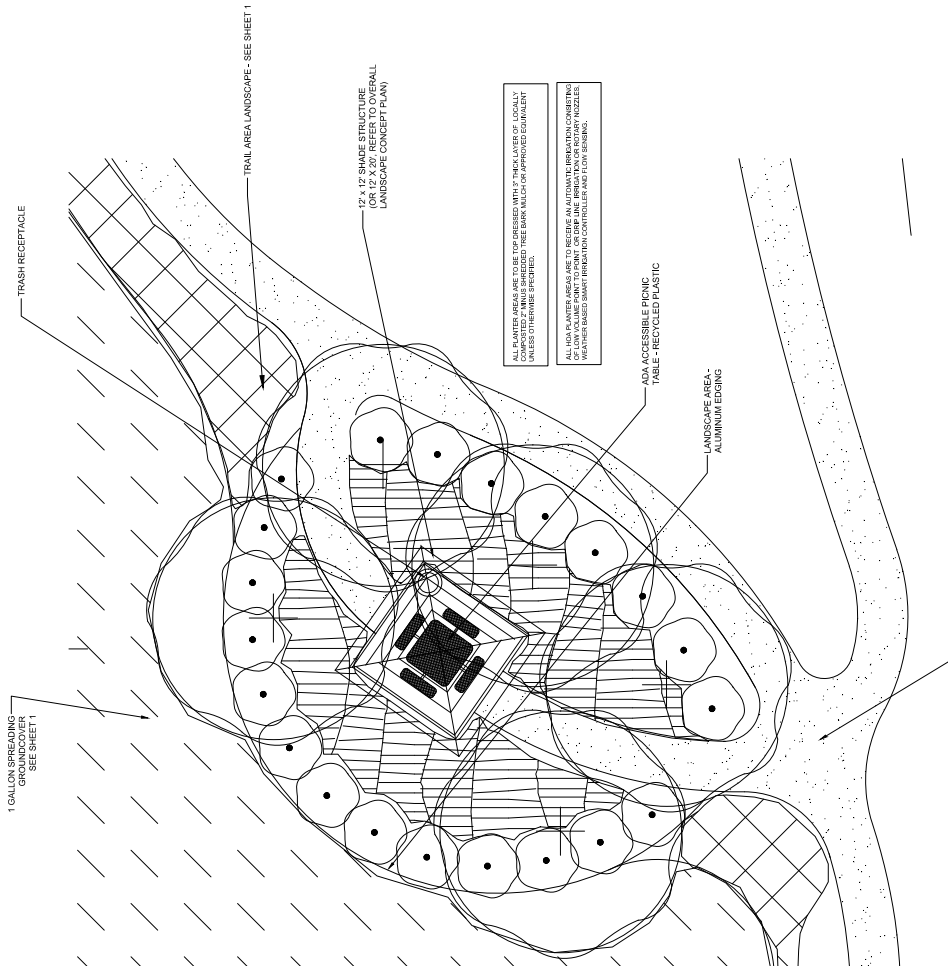 1 GALLON SPREADING
GROUNDCOVER
SEE SHEET 1
TRASH RECEPTACLE
TRAIL AREA LANDSCAPE - SEE SHEET 1
12' x 12' SHADE STRUCTURE
(OR 12' X 20', REFER TO OVERALL
LANDSCAPE CONCEPT PLAN)
ALL PLANTER AREAS ARE TO BE TOP DRESSED WITH 3" THICK LAYER OF LOCALLY
COMPOSTED 2" MINUS SHREDDED TREE BARK MULCH OR APPROVED EQUIVALENT
UNLESS OTHERWISE SPECIFIED.
ALL HOA PLANTER AREAS ARE TO RECEIVE AN AUTOMATIC IRRIGATION CONSISTING
OF LOW VOLUME POINT TO POINT OR DRIP LINE IRRIGATION OR ROTARY NOZZLES,
WEATHER BASED SMART IRRIGATION CONTROLLER AND FLOW SENSING.
ADA ACCESSIBLE PICNIC
TABLE - RECYCLED PLASTIC
LANDSCAPE AREA -
ALUMINUM EDGING